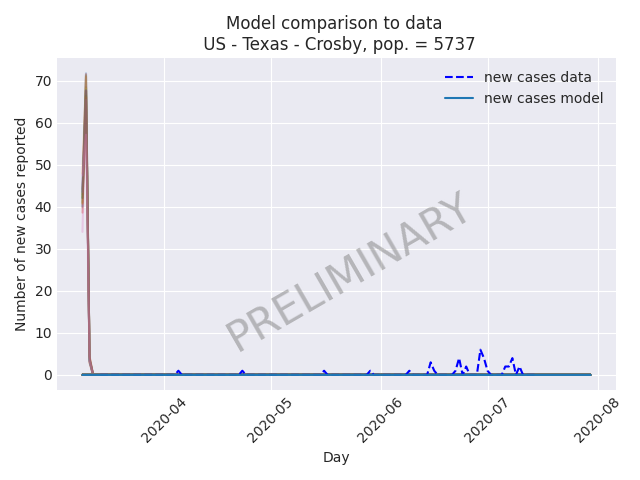 Model comparison to data
US - Texas - Crosby, pop. = 5737
new cases data
new cases model
Number of new cases reported
70
60
50
40
30
20
10
0
PRELIMINARY
2020-04
2020-05
2020-06
2020-07
2020-08
Day